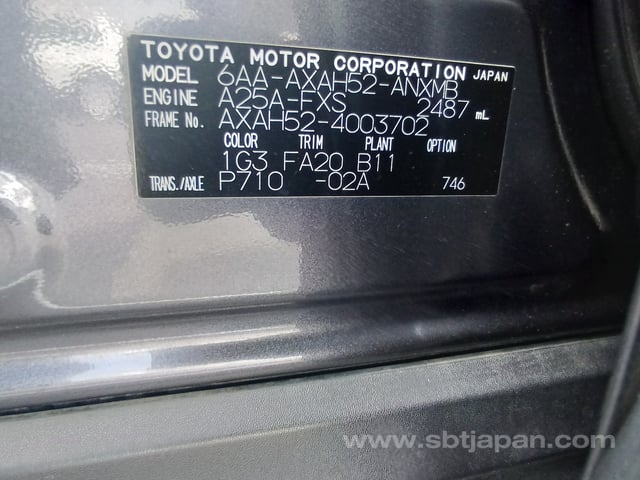 TOYOTA MOTOR CORPORATION JAPAN
MODEL 6AA-AXAH52-ANXMB
ENGINE A25A-FXS 2487 mL
FRAME No. AXAH52-4003702
COLOR TRIM PLANT OPTION
1G3 FA20 B11
TRANS./AXLE P710 -02A 746
www.sbtjapan.com